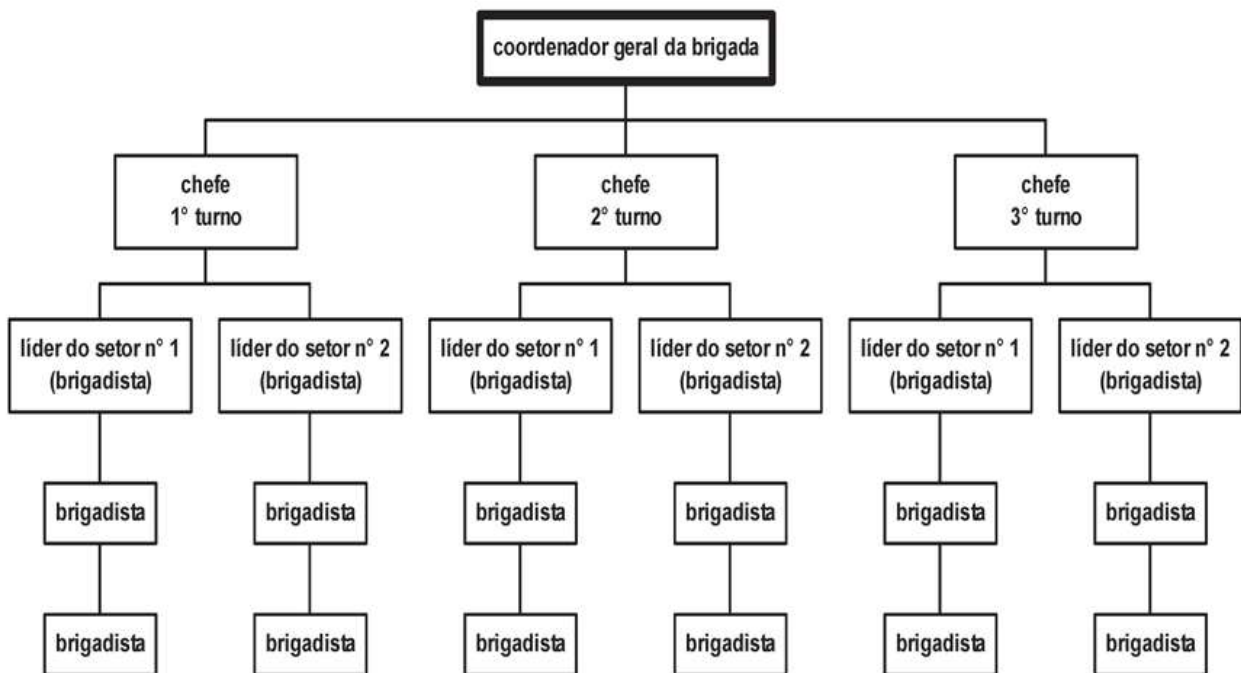 coordenador geral da brigada
chefe
1° turno
chefe
2° turno
chefe
3° turno
líder do setor n° 1
(brigadista)
líder do setor n° 2
(brigadista)
líder do setor n° 1
(brigadista)
líder do setor n° 2
(brigadista)
líder do setor n° 1
(brigadista)
líder do setor n° 2
(brigadista)
brigadista
brigadista
brigadista
brigadista
brigadista
brigadista
brigadista
brigadista
brigadista
brigadista
brigadista
brigadista